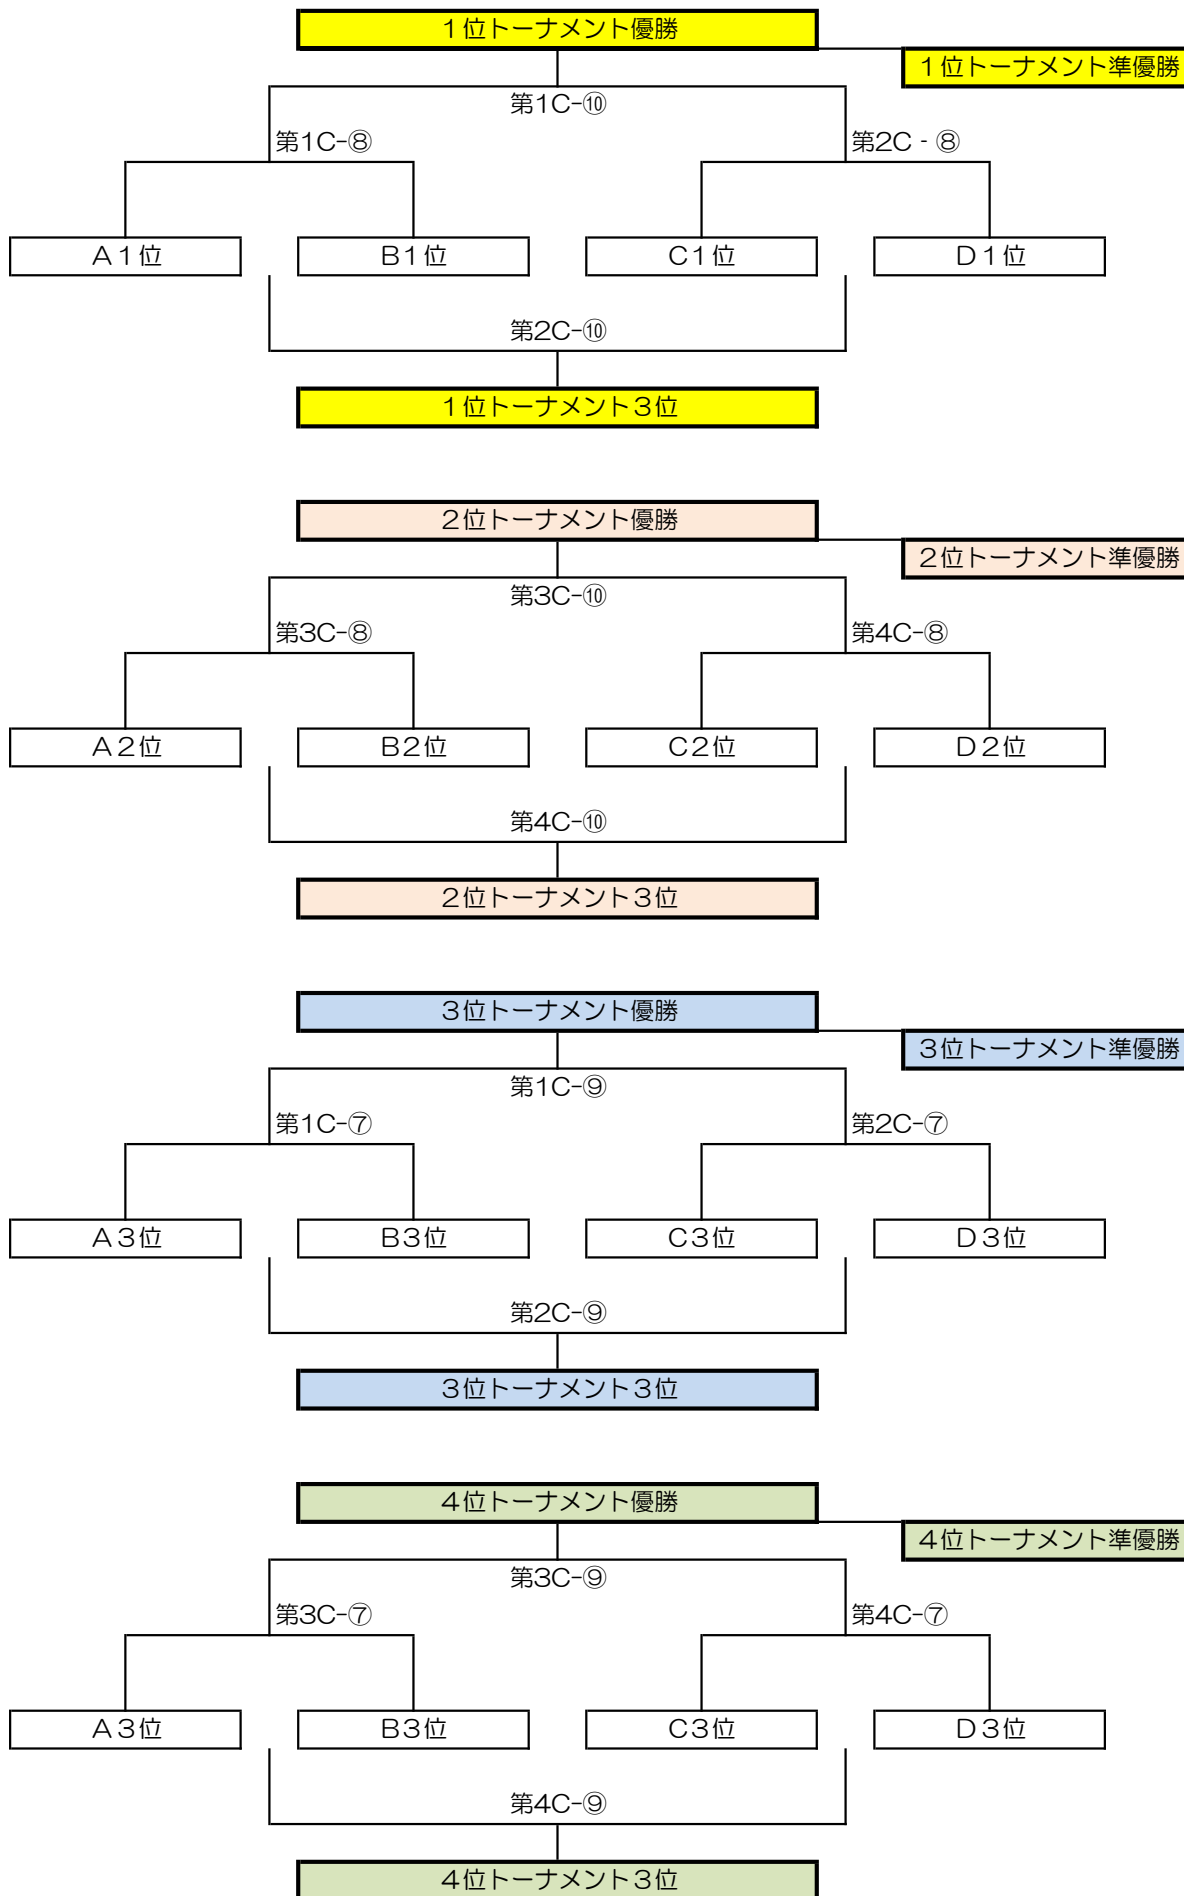 １位トーナメント優勝
１位トーナメント準優勝
第1C-⑩
第1C-⑧
第2C‐⑧
A１位
B１位
C１位
D１位
第2C-⑩
１位トーナメント３位
２位トーナメント優勝
２位トーナメント準優勝
第3C-⑩
第3C-⑧
第4C-⑧
A２位
B２位
C２位
D２位
第4C-⑩
２位トーナメント３位
３位トーナメント優勝
３位トーナメント準優勝
第1C-⑨
第1C-⑦
第2C-⑦
A３位
B３位
C３位
D３位
第2C-⑨
３位トーナメント３位
４位トーナメント優勝
４位トーナメント準優勝
第3C-⑨
第3C-⑦
第4C-⑦
A３位
B３位
C３位
D３位
第4C-⑨
４位トーナメント３位